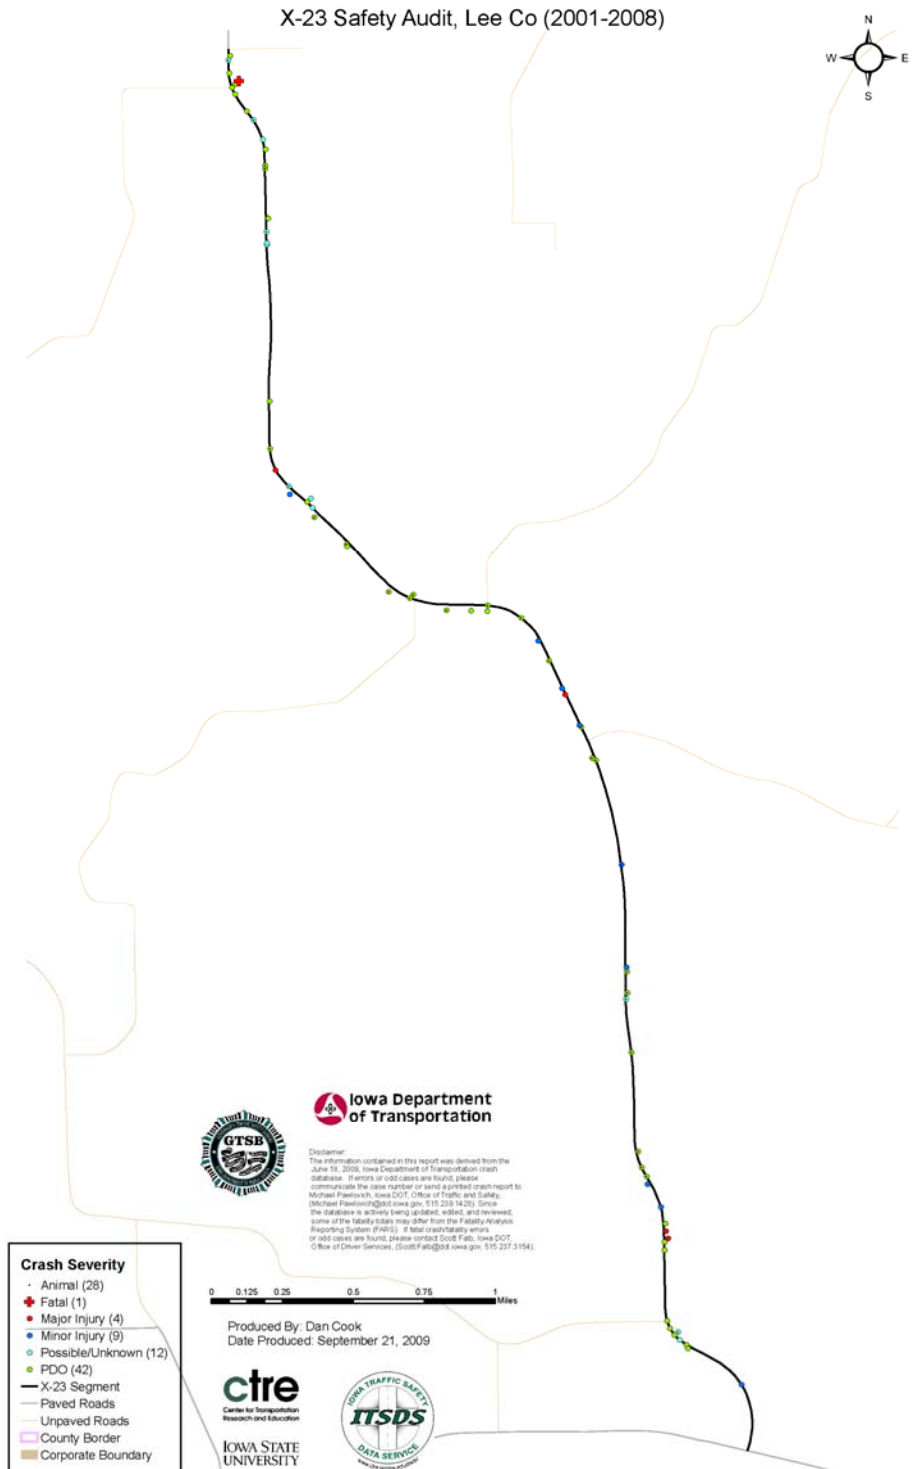 X-23 Safety Audit, Lee Co (2001-2008)
N
W
E
S
Iowa Department
of Transportation
GTSB
Disclaimer:
The information contained in this report was derived from the
June 18, 2009, Iowa Department of Transportation crash
database. If errors or odd cases are found, please
communicate the case number or send a printed crash report to
Michael Pawlovich, Iowa DOT, Office of Traffic and Safety,
(Michael.Pawlovich@dot.iowa.gov, 515 239 1428). Since
the database is actively being updated, edited, and reviewed,
some of the fatality totals may differ from the Fatality Analysis
Reporting System (FARS). If fatal crash/fatality errors
or odd cases are found, please contact Scott Falb, Iowa DOT,
Office of Driver Services, (Scott.Falb@dot.iowa.gov, 515 237 3154).
Crash Severity
Animal (28)
Fatal (1)
Major Injury (4)
Minor Injury (9)
Possible/Unknown (12)
PDO (42)
X-23 Segment
Paved Roads
Unpaved Roads
County Border
Corporate Boundary
0 0.125 0.25 0.5 0.75 1
Miles
Produced By: Dan Cook
Date Produced: September 21, 2009
ctre
Center for Transportation
Research and Education
IOWA STATE
UNIVERSITY
IOWA TRAFFIC SAFETY
ITSDS
DATA SERVICE